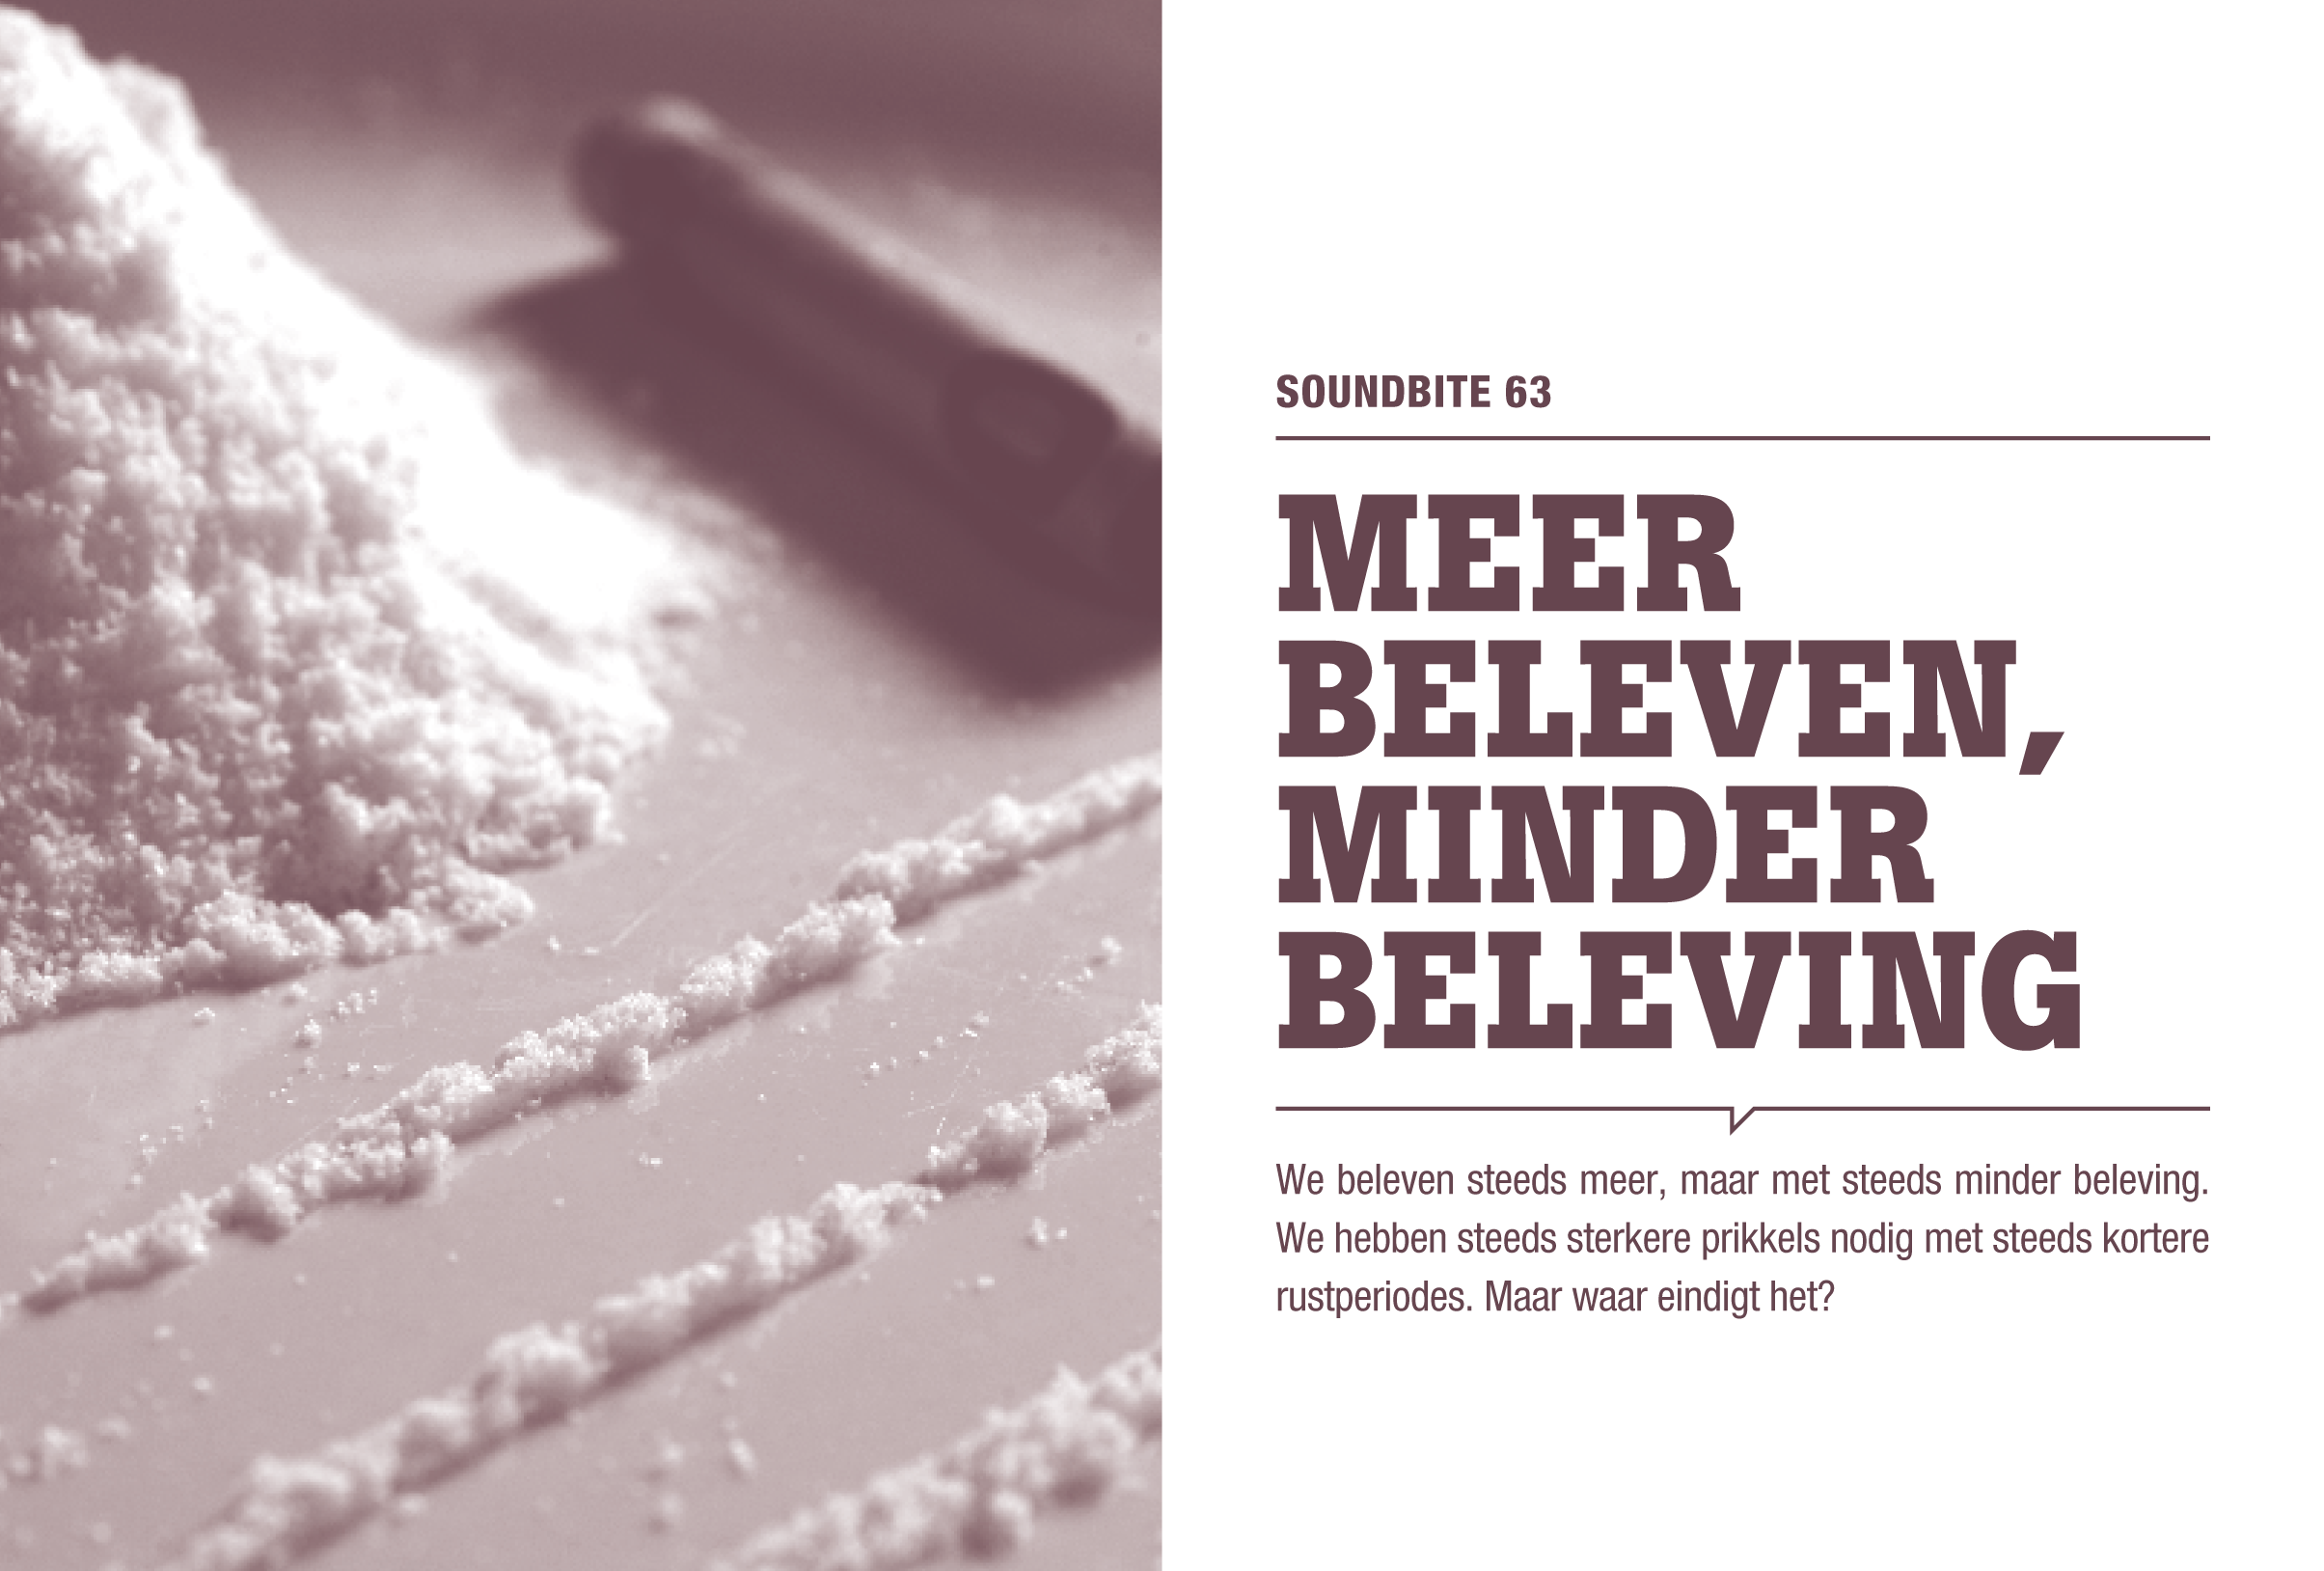 SOUNDBITE 63
MEER
BELEVEN,
MINDER
BELEVING
We beleven steeds meer, maar met steeds minder beleving.
We hebben steeds sterkere prikkels nodig met steeds kortere
rustperiodes. Maar waar eindigt het?